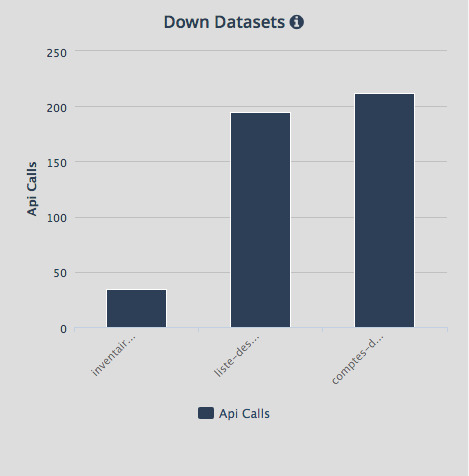 Down Datasets
250
200
150
100
50
0
Api Calls
inventair...
liste-des...
comptes-d...
Api Calls